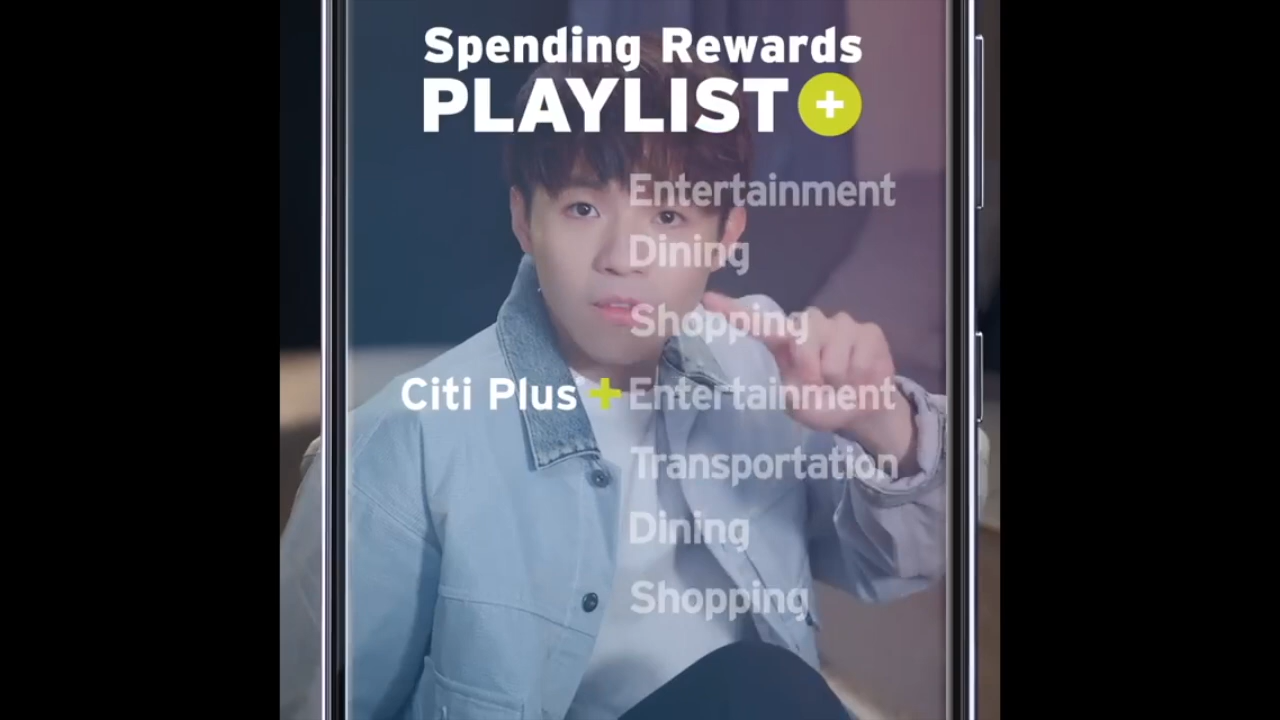 Spending Rewards
PLAYLIST+
Entertainment
Dining
Shopping
Citi Plus + Entertainment
Transportation
Dining
Shopping